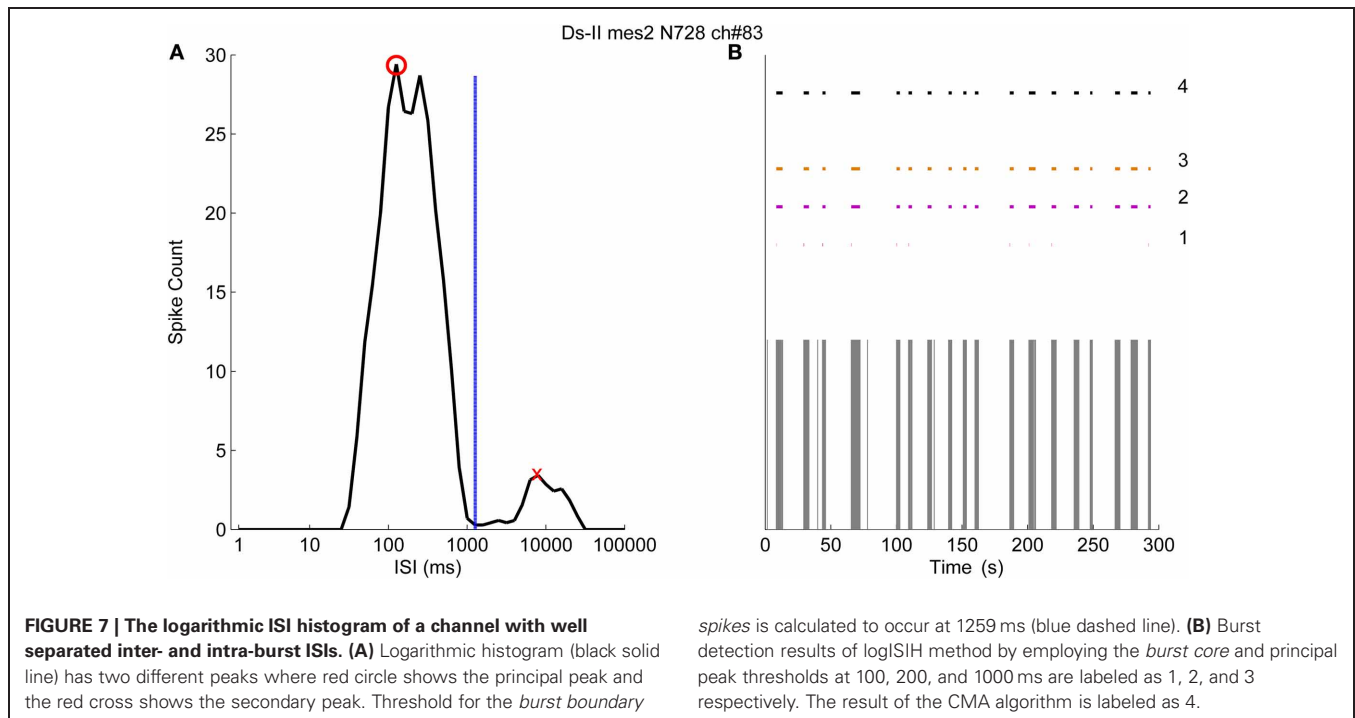 Ds-II mes2 N728 ch#83
A
30
25
20
15
10
5
0
Spike Count
1 10 100 1000 10000 100000
ISI (ms)
x
B
4
3
2
1
0 50 100 150 200 250 300
Time (s)
FIGURE 7 | The logarithmic ISI histogram of a channel with well
separated inter- and intra-burst ISIs. (A) Logarithmic histogram (black solid
line) has two different peaks where red circle shows the principal peak and
the red cross shows the secondary peak. Threshold for the burst boundary
spikes is calculated to occur at 1259 ms (blue dashed line). (B) Burst
detection results of logISIH method by employing the burst core and principal
peak thresholds at 100, 200, and 1000 ms are labeled as 1, 2, and 3
respectively. The result of the CMA algorithm is labeled as 4.